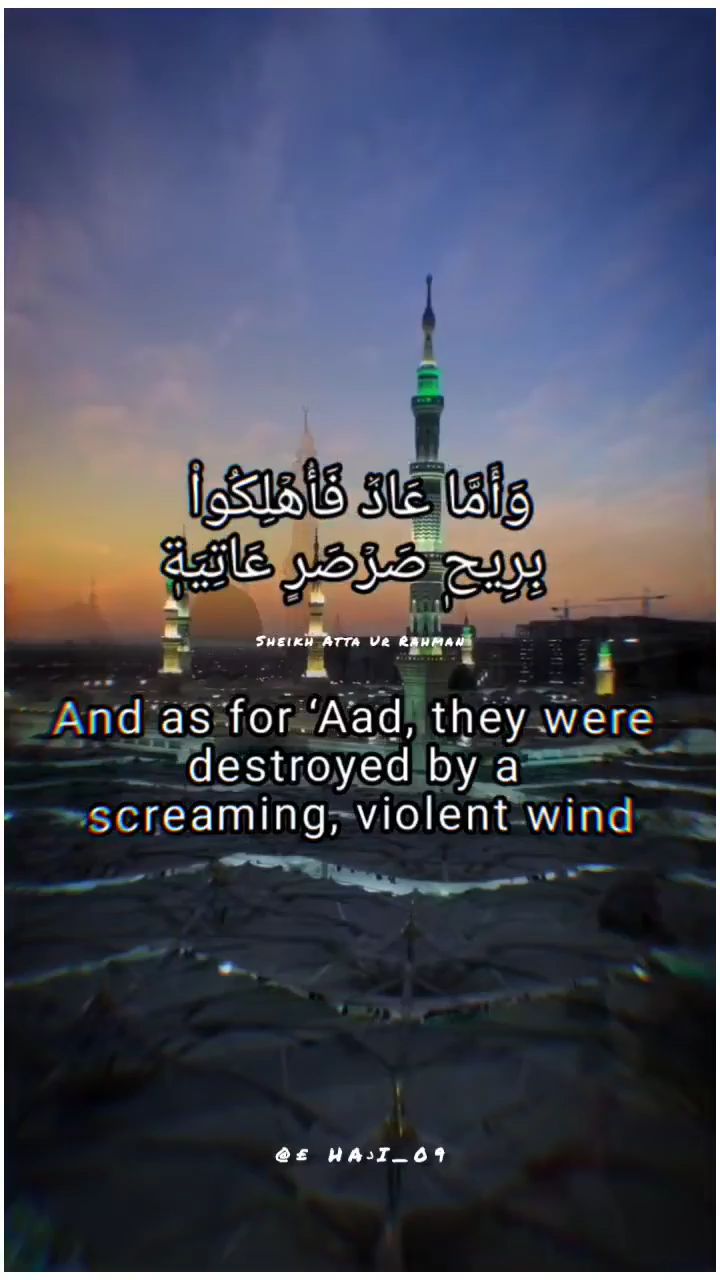 وَأَمَّا عَادٞ فَأُهۡلِكُواْ
بِرِيحٖ صَرۡصَرٍ عَاتِيَةٖ
Sheikh Atta Ur Rahman
And as for ‘Aad, they were
destroyed by a
screaming, violent wind
@E HAJI_09